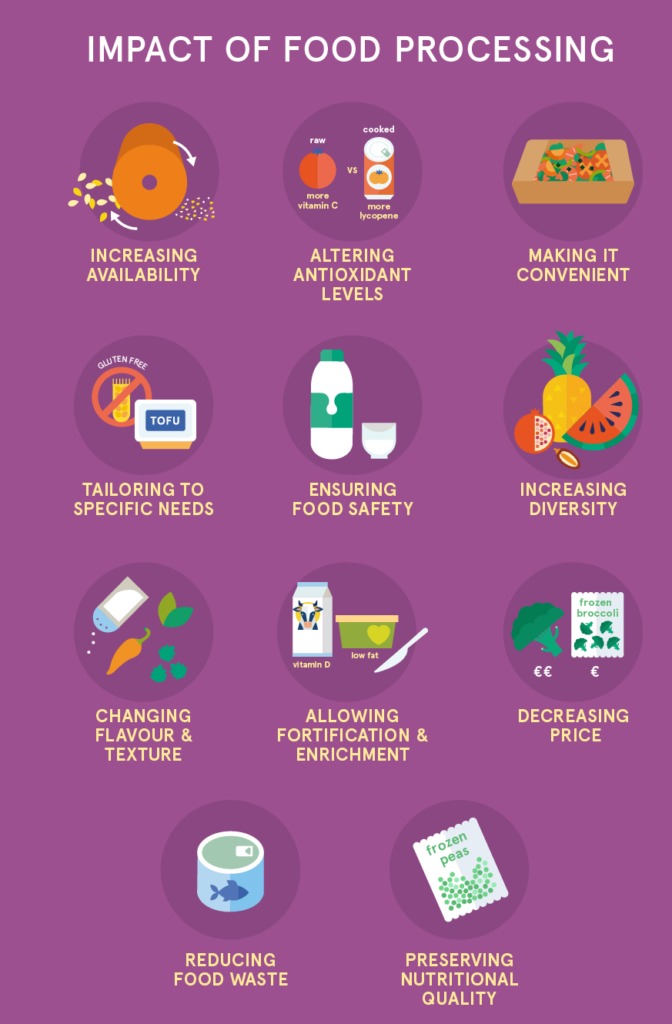 IMPACT OF FOOD PROCESSING
INCREASING
AVAILABILITY
raw
cooked
vs
more
vitamin C
more
lycopene
ALTERING
ANTIOXIDANT
LEVELS
MAKING IT
CONVENIENT
GLUTEN FREE
TOFU
TAILORING TO
SPECIFIC NEEDS
ENSURING
FOOD SAFETY
INCREASING
DIVERSITY
CHANGING
FLAVOUR &
TEXTURE
vitamin D
low fat
ALLOWING
FORTIFICATION &
ENRICHMENT
frozen
broccoli
€€
€
DECREASING
PRICE
REDUCING
FOOD WASTE
frozen
peas
PRESERVING
NUTRITIONAL
QUALITY